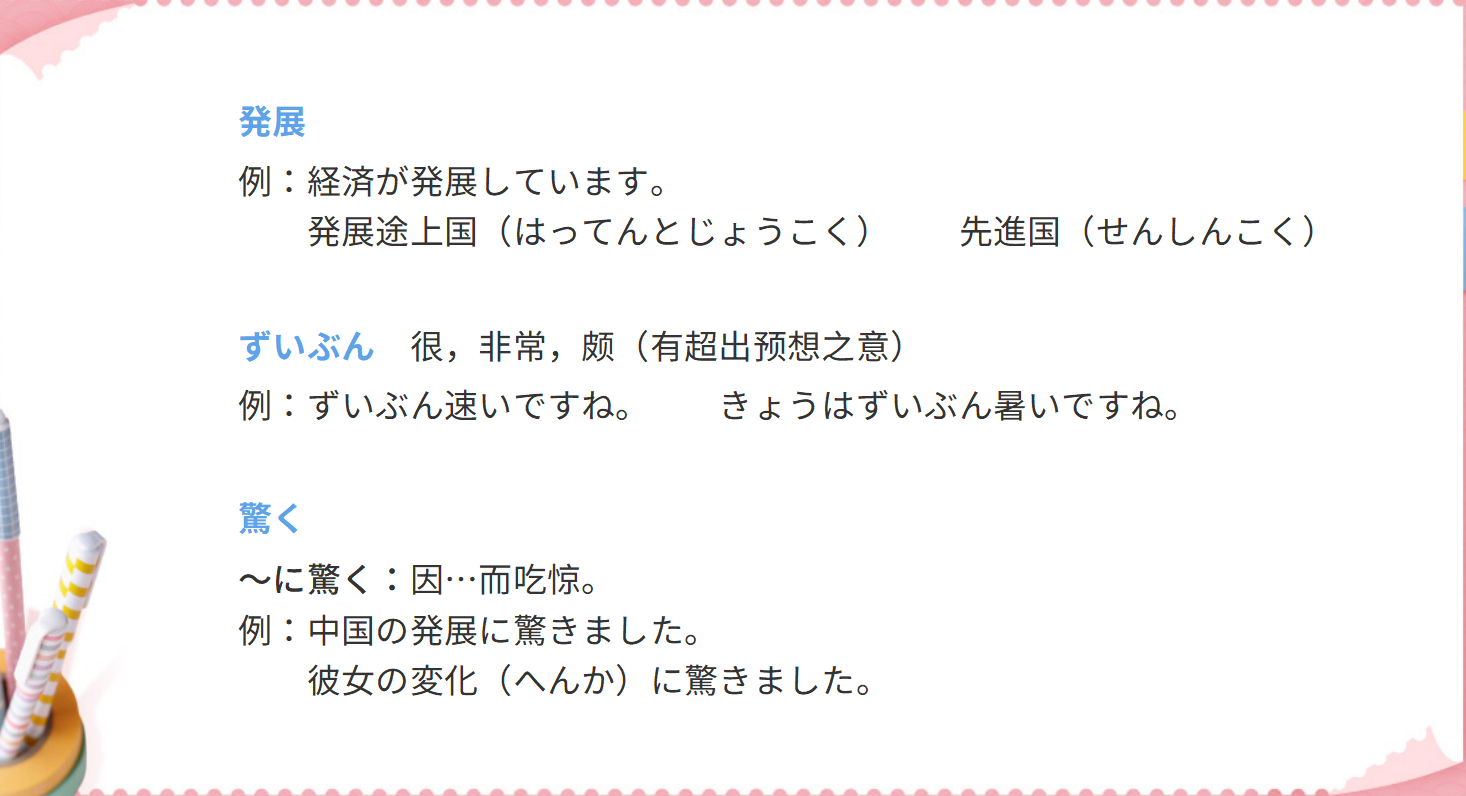 発展
例：経済が発展しています。
発展途上国（はってんとじょうこく）　　先進国（せんしんこく）
ずいぶん　很，非常，颇（有超出预想之意）
例：ずいぶん速いですね。　　きょうはずいぶん暑いですね。
驚く
～に驚く：因…而吃惊。
例：中国の発展に驚きました。
彼女の変化（へんか）に驚きました。